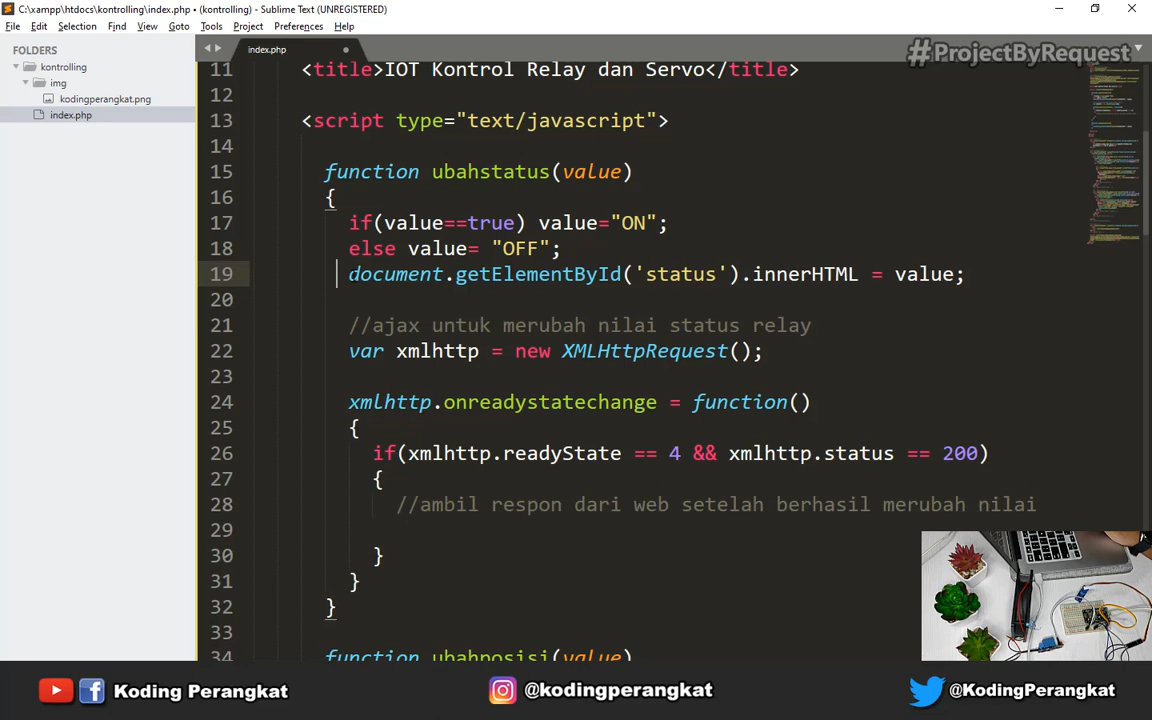 C:\xampp\htdocs\kontrolling\index.php • (kontrolling) - Sublime Text (UNREGISTERED)
File Edit Selection Find View Goto Tools Project Preferences Help
FOLDERS
kontrolling
img
kodingperangkat.png
index.php
index.php
#ProjectByRequest
11 <title>IOT Kontrol Relay dan Servo</title>
12
13 <script type="text/javascript">
14
15 function ubahstatus(value)
16 {
17 if(value==true) value="ON";
18 else value= "OFF";
19 document.getElementById('status').innerHTML = value;
20
21 //ajax untuk merubah nilai status relay
22 var xmlhttp = new XMLHttpRequest();
23
24 xmlhttp.onreadystatechange = function()
25 {
26 if(xmlhttp.readyState == 4 && xmlhttp.status == 200)
27 {
28 //ambil respon dari web setelah berhasil merubah nilai
29
30 }
31 }
32 }
33
34 function ubahposisi(value)
Koding Perangkat
@kodingperangkat
@KodingPerangkat